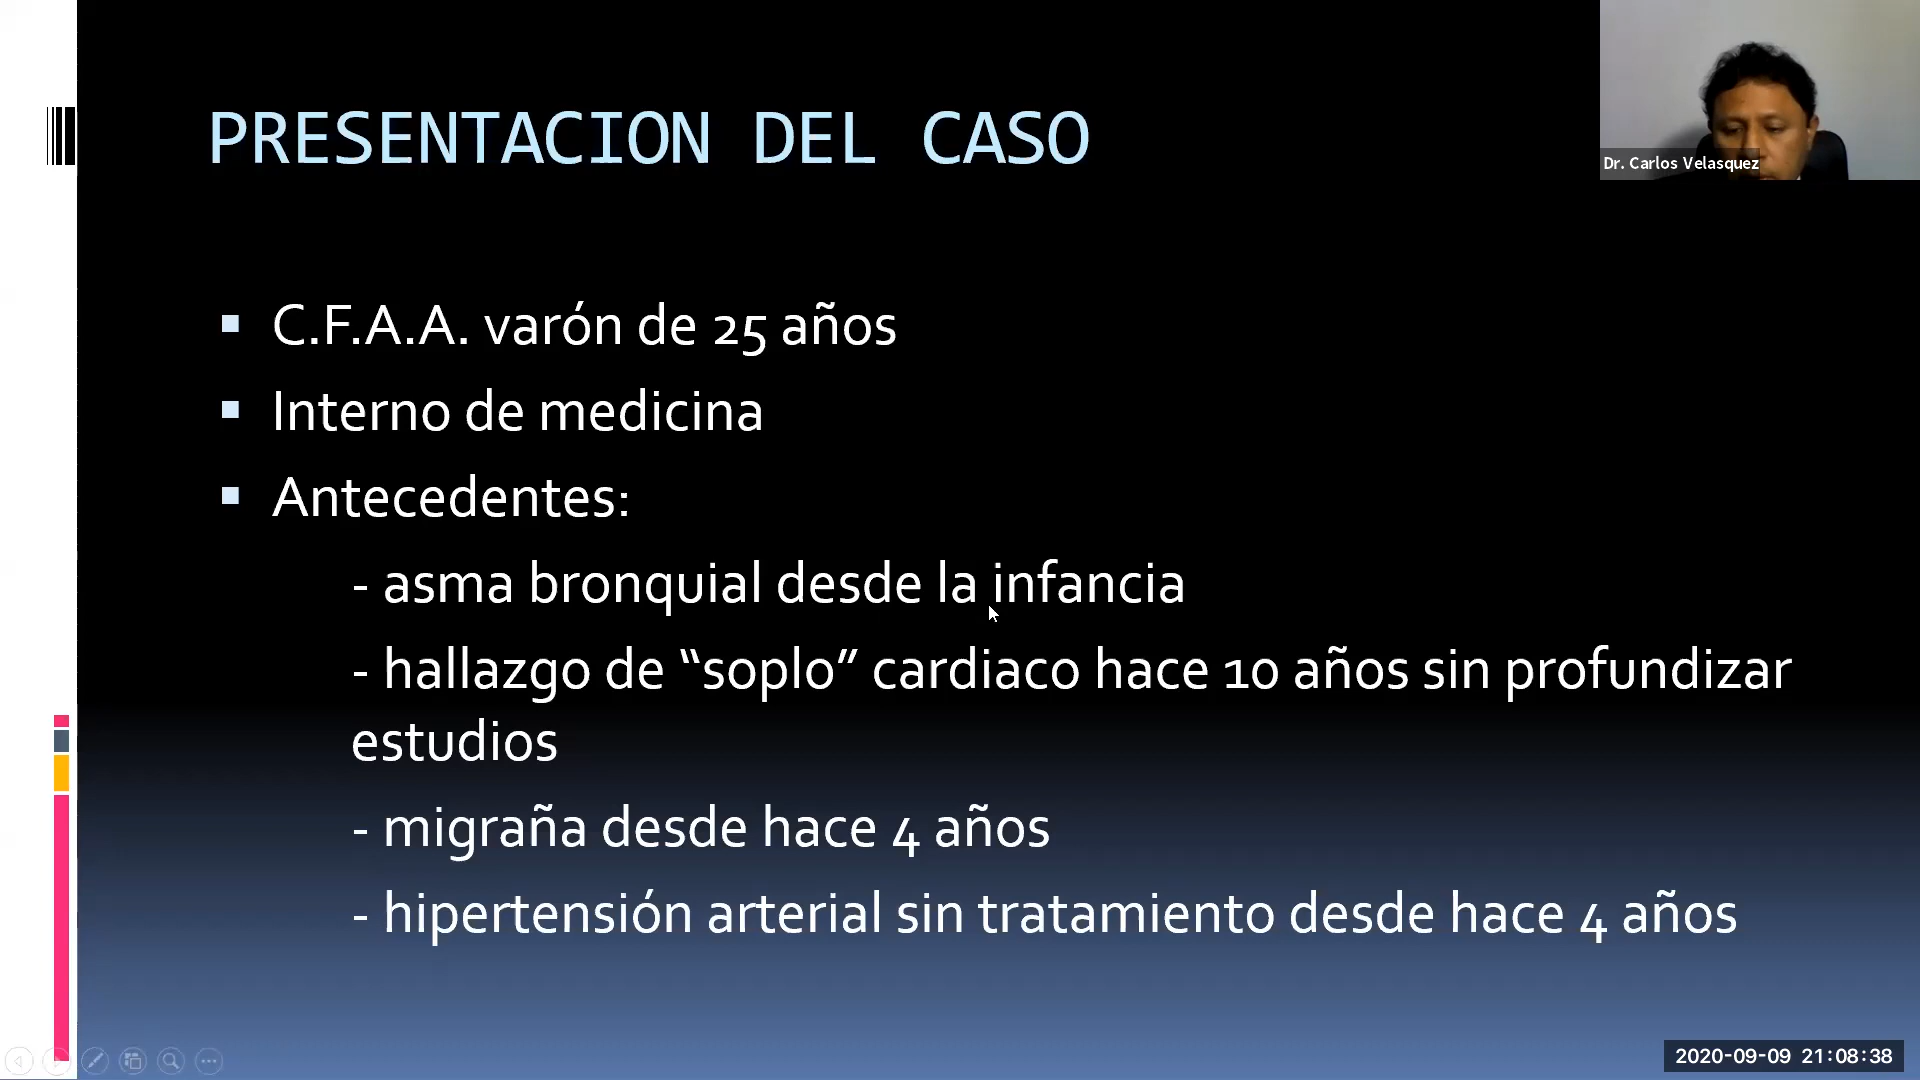 PRESENTACION DEL CASO
Dr. Carlos Velasquez
C.F.A.A. varón de 25 años
Interno de medicina
Antecedentes:
- asma bronquial desde la infancia
- hallazgo de “soplo” cardiaco hace 10 años sin profundizar
estudios
- migraña desde hace 4 años
- hipertensión arterial sin tratamiento desde hace 4 años
2020-09-09 21:08:38